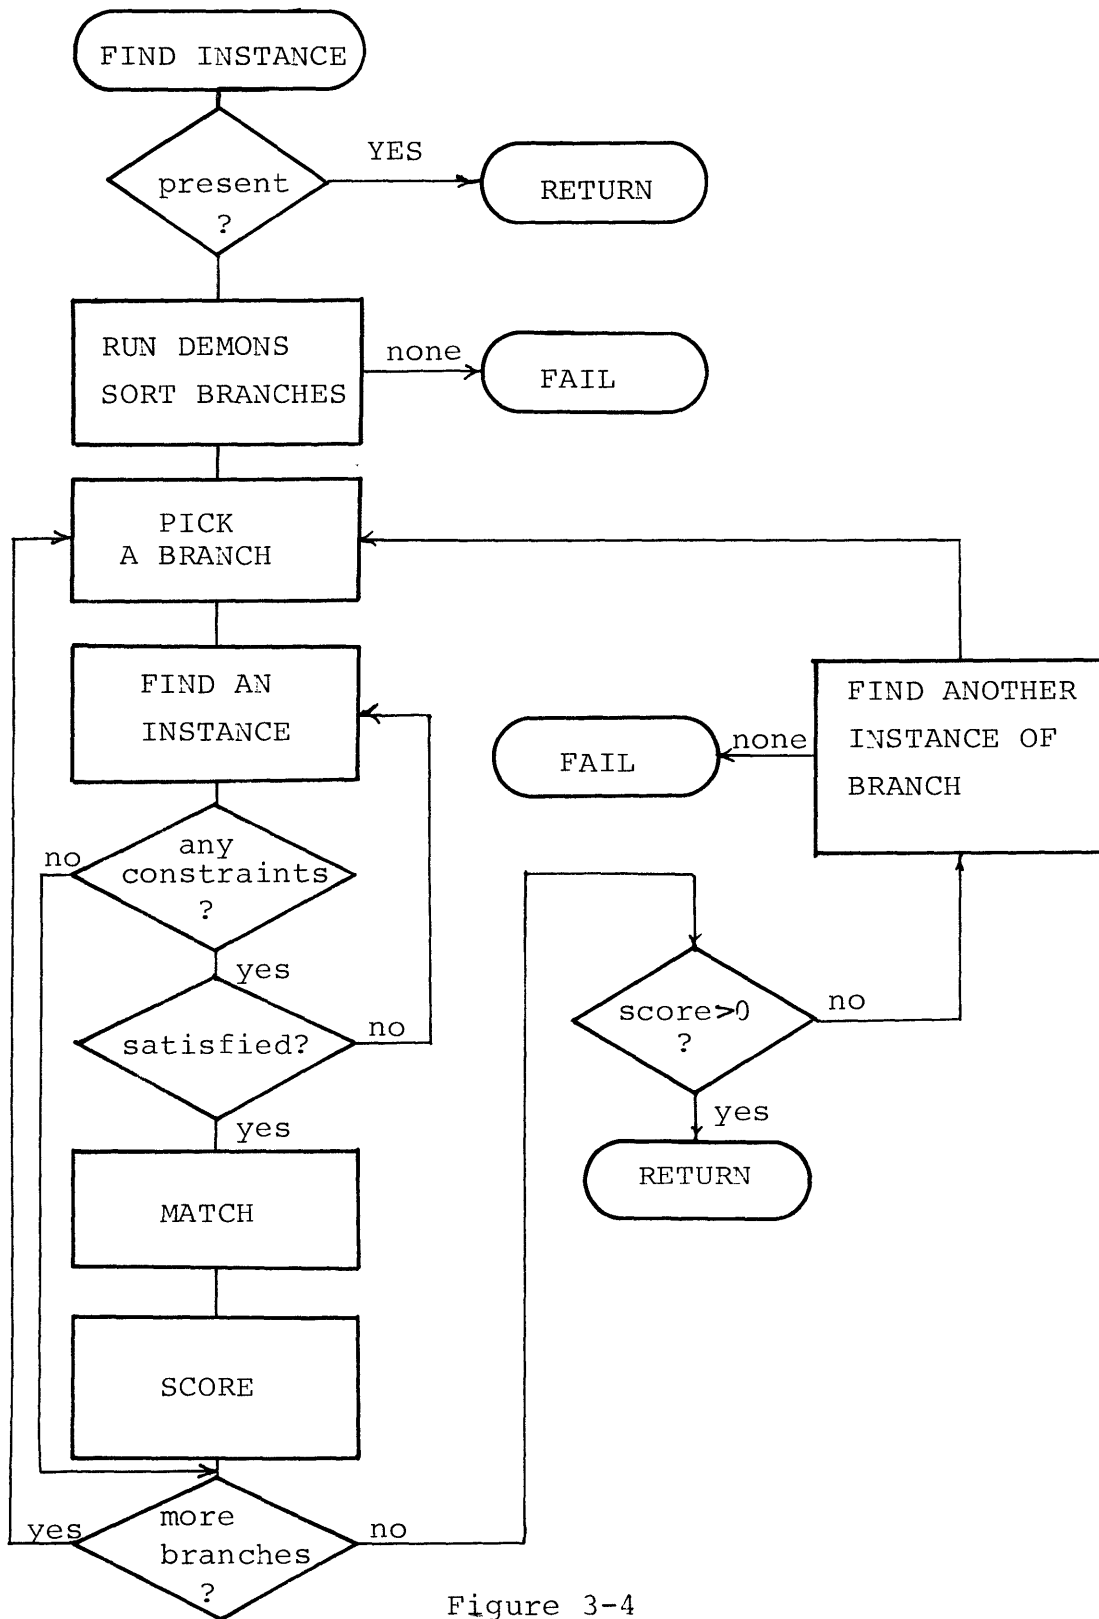 FIND INSTANCE
present
?
YES
RETURN
RUN DEMONS
SORT BRANCHES
none
FAIL
PICK
A BRANCH
FIND AN
INSTANCE
any
constraints
?
no
yes
satisfied?
no
yes
MATCH
SCORE
more
branches
?
yes
no
score>0
?
no
yes
RETURN
FIND ANOTHER
INSTANCE OF
BRANCH
none
FAIL
Figure 3-4